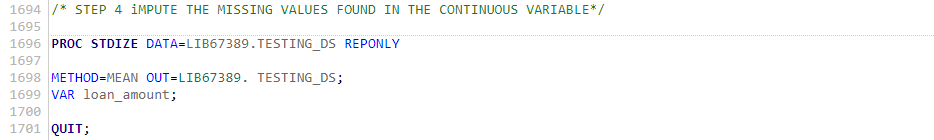 1694 /* STEP 4 iMPUTE THE MISSING VALUES FOUND IN THE CONTINUOUS VARIABLE*/
1695
1696 PROC STDIZE DATA=LIB67389.TESTING_DS REPONLY
1697
1698 METHOD=MEAN OUT=LIB67389. TESTING_DS;
1699 VAR loan_amount;
1700
1701 QUIT;